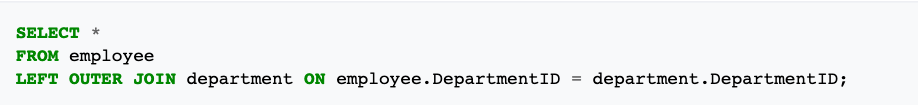 SELECT *
FROM employee
LEFT OUTER JOIN department ON employee.DepartmentID = department.DepartmentID;